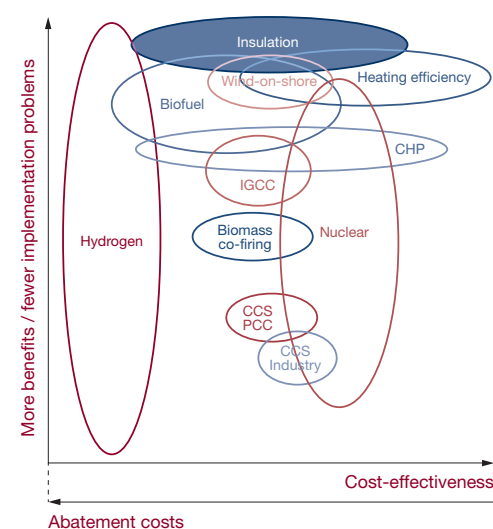 More benefits / fewer implementation problems
Insulation
Wind-on-shore
Heating efficiency
Biofuel
CHP
IGCC
Hydrogen
Biomass
co-firing
Nuclear
CCS
PCC
CCS
Industry
Cost-effectiveness
Abatement costs